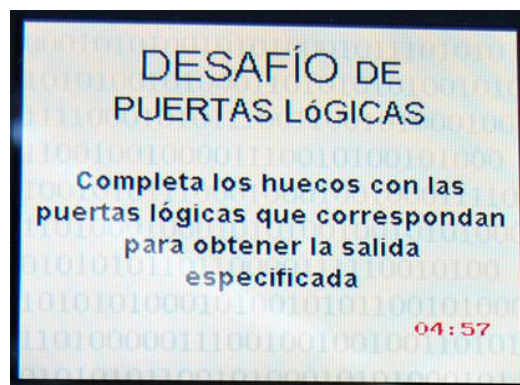 DESAFÍO DE
PUERTAS LóGICAS
Completa los huecos con las
puertas lógicas que correspondan
para obtener la salida
especificada
04:57